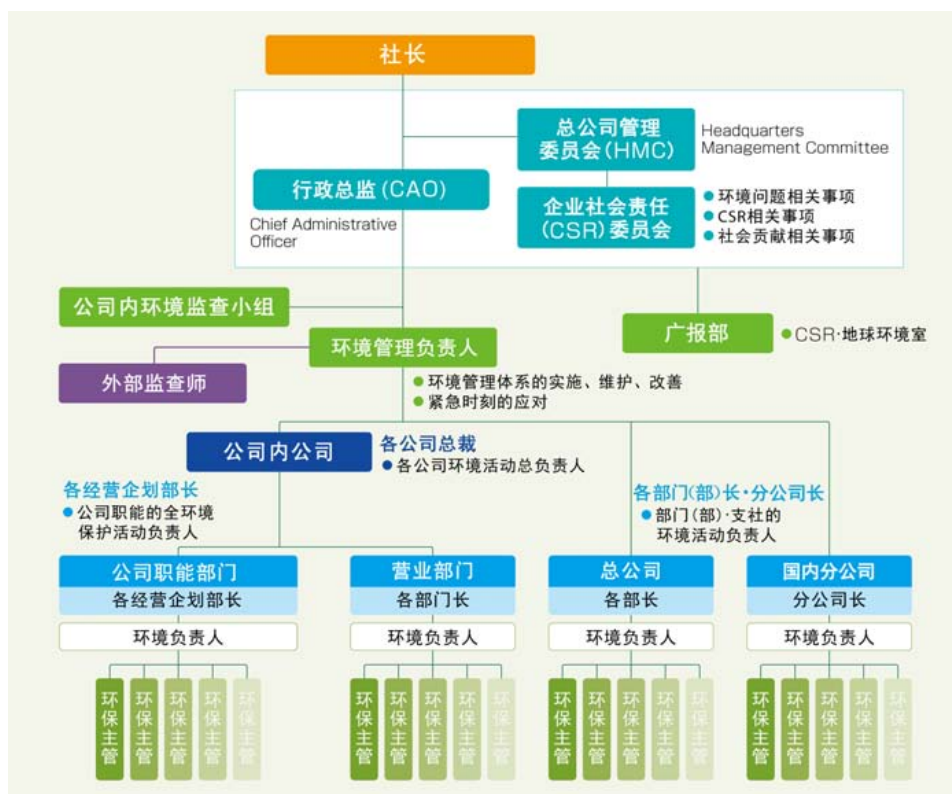 社长
总公司管理
委员会(HMC)
Headquarters
Management Committee
行政总监(CAO)
Chief Administrative
Officer
企业社会责任
(CSR)委员会
●环境问题相关事项
●CSR相关事项
●社会贡献相关事项
公司内环境监查小组
广报部
●CSR·地球环境室
环境管理负责人
外部监查师
●环境管理体系的实施、维护、改善
●紧急时刻的应对
公司内公司
各公司总裁
●各公司环境活动总负责人
各经营企划部长
●公司职能的全环境
保护活动负责人
各部门(部)长·分公司长
●部门(部)·支社的
环境活动负责人
公司职能部门
各经营企划部长
环境负责人
环保主管
环保主管
环保主管
环保主管
环保主管
营业部门
各部门长
环境负责人
环保主管
环保主管
环保主管
环保主管
环保主管
总公司
各部长
环境负责人
环保主管
环保主管
环保主管
环保主管
环保主管
国内分公司
分公司长
环境负责人
环保主管
环保主管
环保主管
环保主管
环保主管